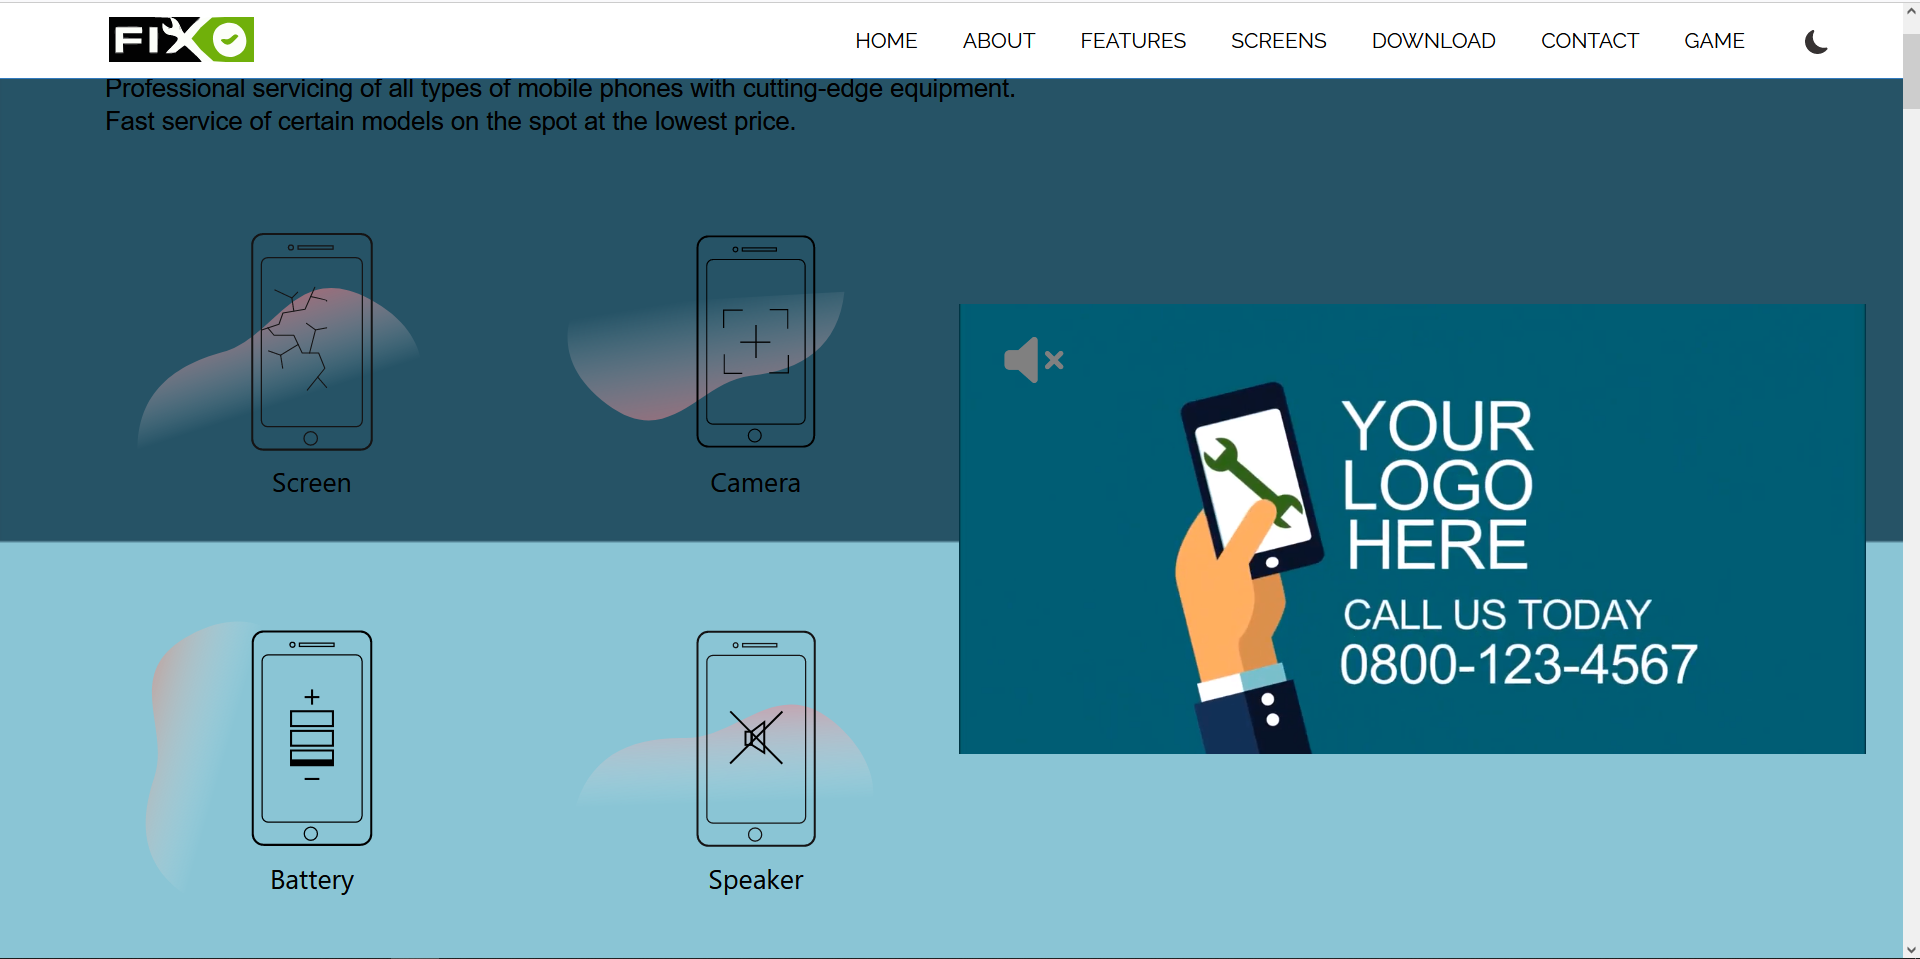 FIXO
HOME ABOUT FEATURES SCREENS DOWNLOAD CONTACT GAME
Professional servicing of all types of mobile phones with cutting-edge equipment.
Fast service of certain models on the spot at the lowest price.
Screen
Camera
YOUR
LOGO
HERE
CALL US TODAY
0800-123-4567
Battery
Speaker